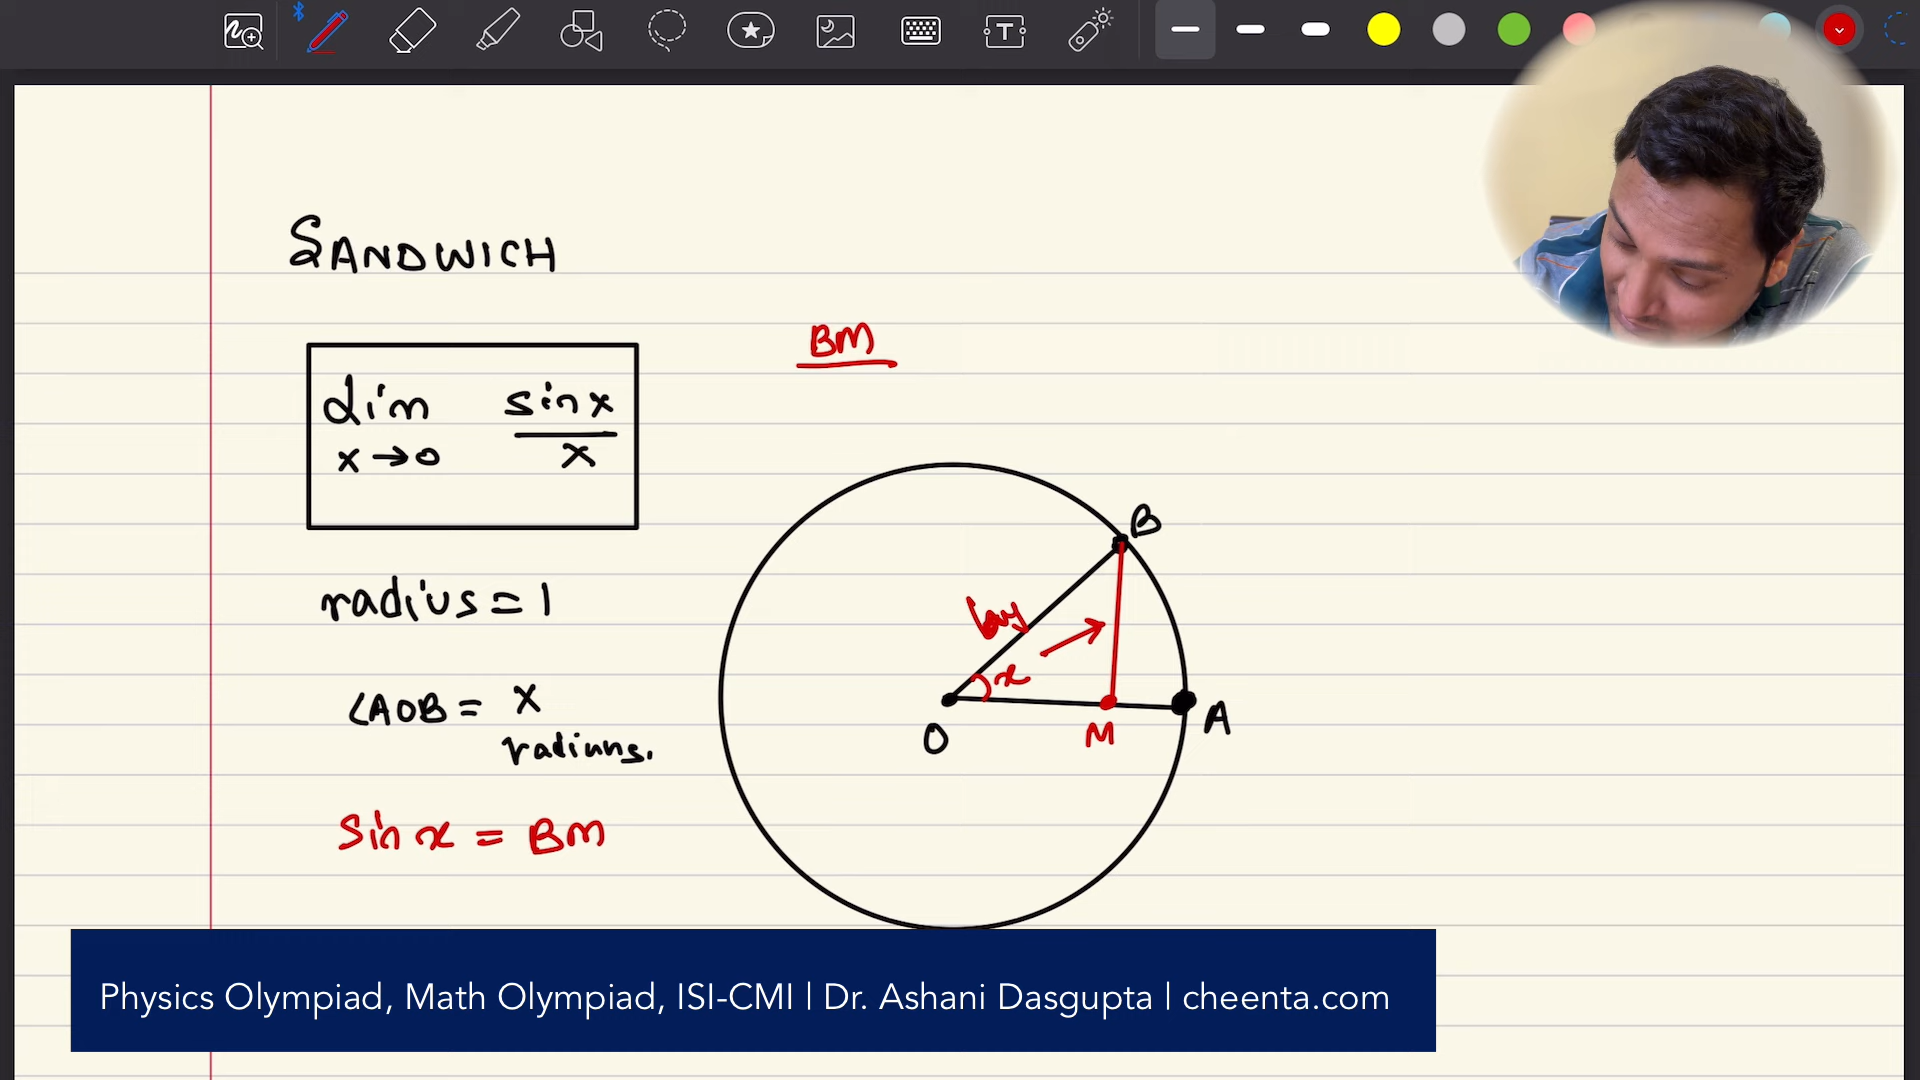 SANDWICH
BM
lim sin x
x→0 x
radius = 1
∠AOB = x
radians.
sin x = BM
B
x
O
M
A
Physics Olympiad, Math Olympiad, ISI-CMI | Dr. Ashani Dasgupta | cheenta.com